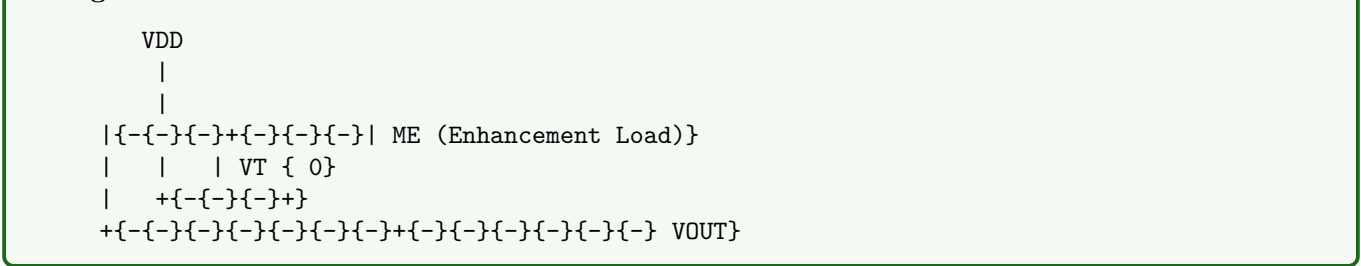 VDD
|
|
|{-{-}{-}+{-}{-}{-}| ME (Enhancement Load)}
| | | VT { 0}
| +{-{-}{-}+}
+{-{-}{-}{-}{-}{-}{-}+{-}{-}{-}{-}{-}{-} VOUT}